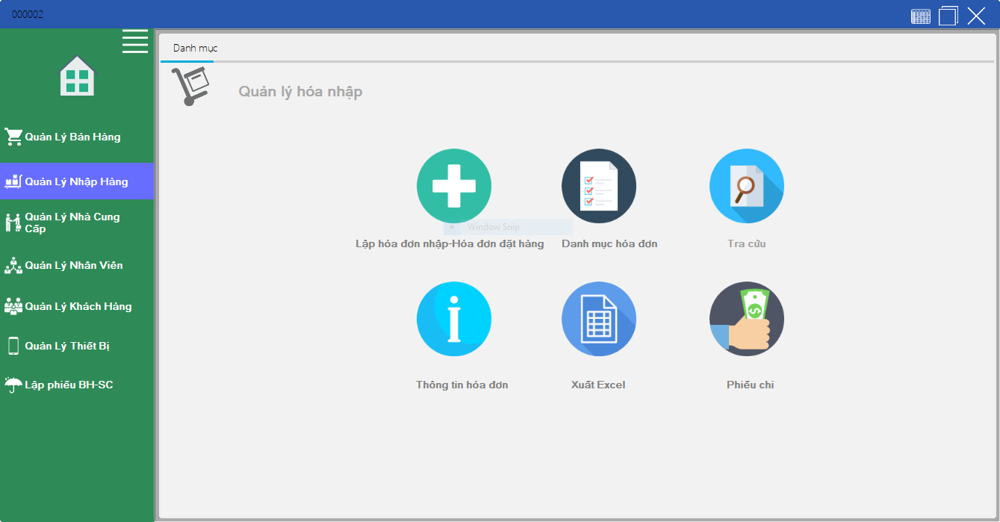 000002
Danh mục
Quản lý hóa nhập
Quản Lý Bán Hàng
Quản Lý Nhập Hàng
Quản Lý Nhà Cung
Cấp
Quản Lý Nhân Viên
Quản Lý Khách Hàng
Quản Lý Thiết Bị
Lập phiếu BH-SC
Window Snip
Lập hóa đơn nhập-Hóa đơn đặt hàng
Danh mục hóa đơn
Tra cứu
Thông tin hóa đơn
Xuất Excel
Phiếu chi